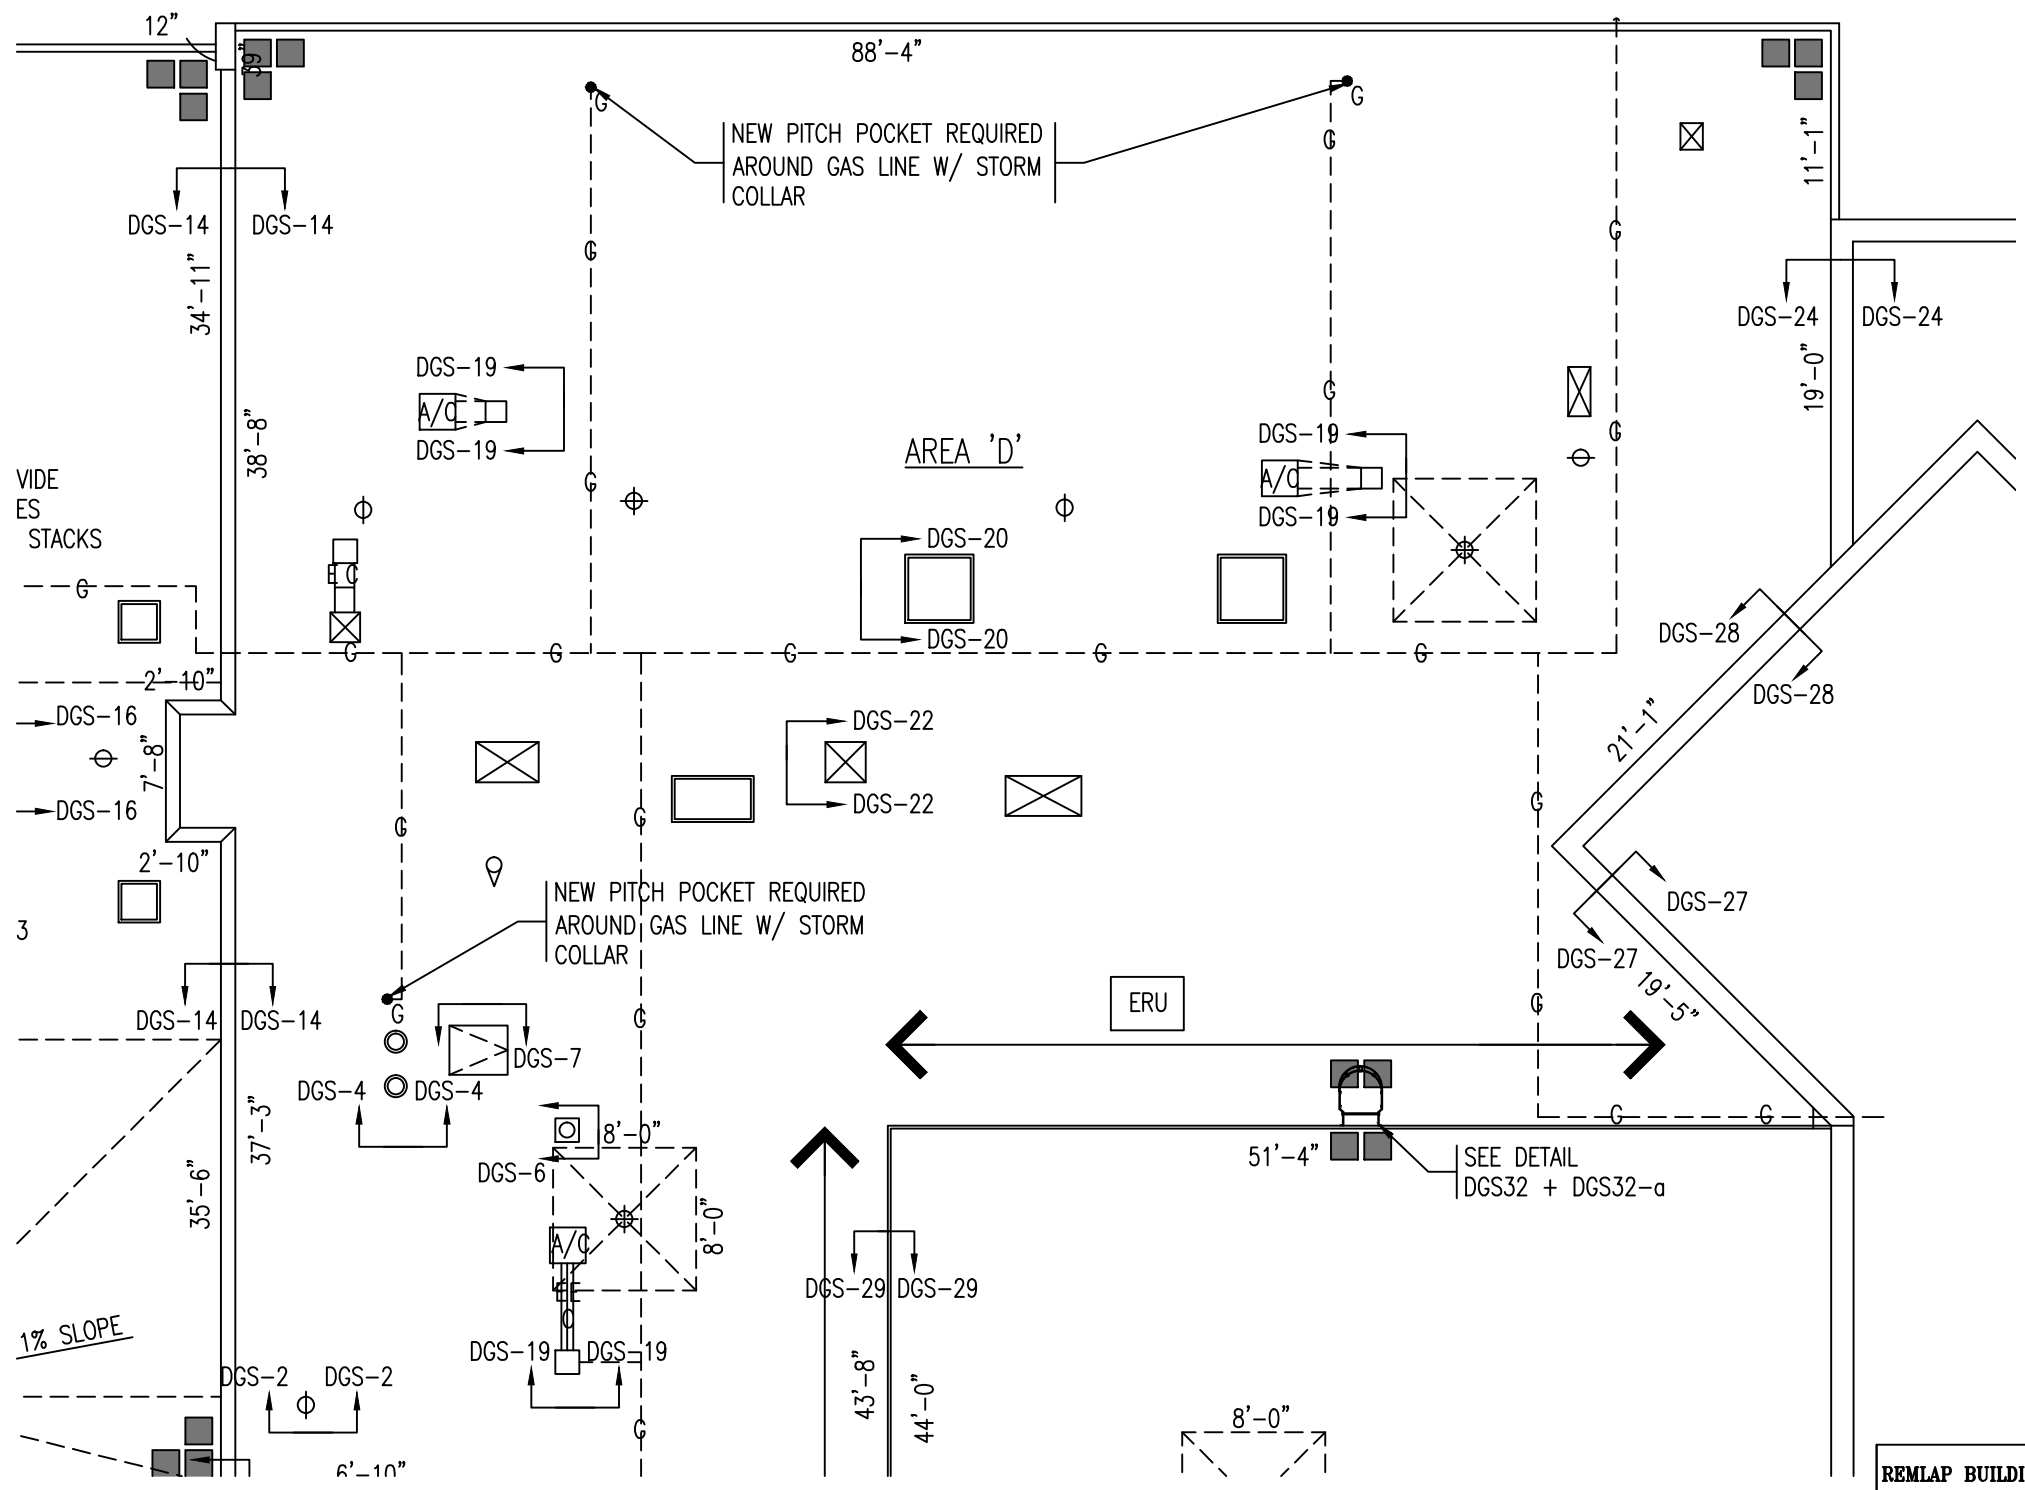 12"
39"
88'-4"
G
G
NEW PITCH POCKET REQUIRED
AROUND GAS LINE W/ STORM
COLLAR
G
11'-1"
DGS-14
DGS-14
G
G
34'-11"
DGS-24
DGS-24
DGS-19
G
19'-0"
A/C
38'-8"
DGS-19
AREA 'D'
DGS-19
G
A/C
DGS-19
VIDE
ES
STACKS
G
DGS-20
E C
G
DGS-20
DGS-28
G
G
G
G
G
2'-10"
DGS-28
DGS-16
DGS-22
21'-1"
7'-8"
DGS-16
DGS-22
G
G
G
2'-10"
NEW PITCH POCKET REQUIRED
AROUND GAS LINE W/ STORM
COLLAR
DGS-27
3
DGS-27
19'-5"
ERU
G
G
G
DGS-14
DGS-14
DGS-7
DGS-4
DGS-4
37'-3"
8'-0"
G
G
51'-4"
SEE DETAIL
DGS32 + DGS32-a
DGS-6
35'-6"
8'-0"
A/C
EE
C
DGS-29
DGS-29
1% SLOPE
DGS-19
DGS-19
DGS-2
DGS-2
43'-8"
44'-0"
G
8'-0"
6'-10"
REMLAP BUILDI